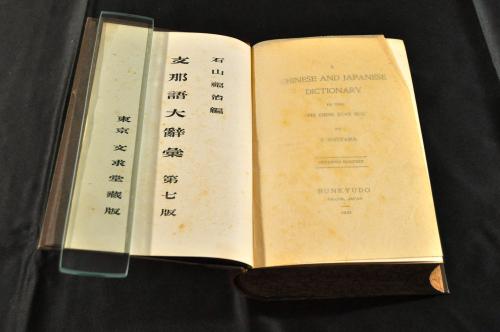 石山福治編
支那語大辭彙 第七版
東京 文求堂藏版
A
CHINESE AND JAPANESE
DICTIONARY
BY
F. ISHIYAMA
BUNKYUDO
TOKYO, JAPAN